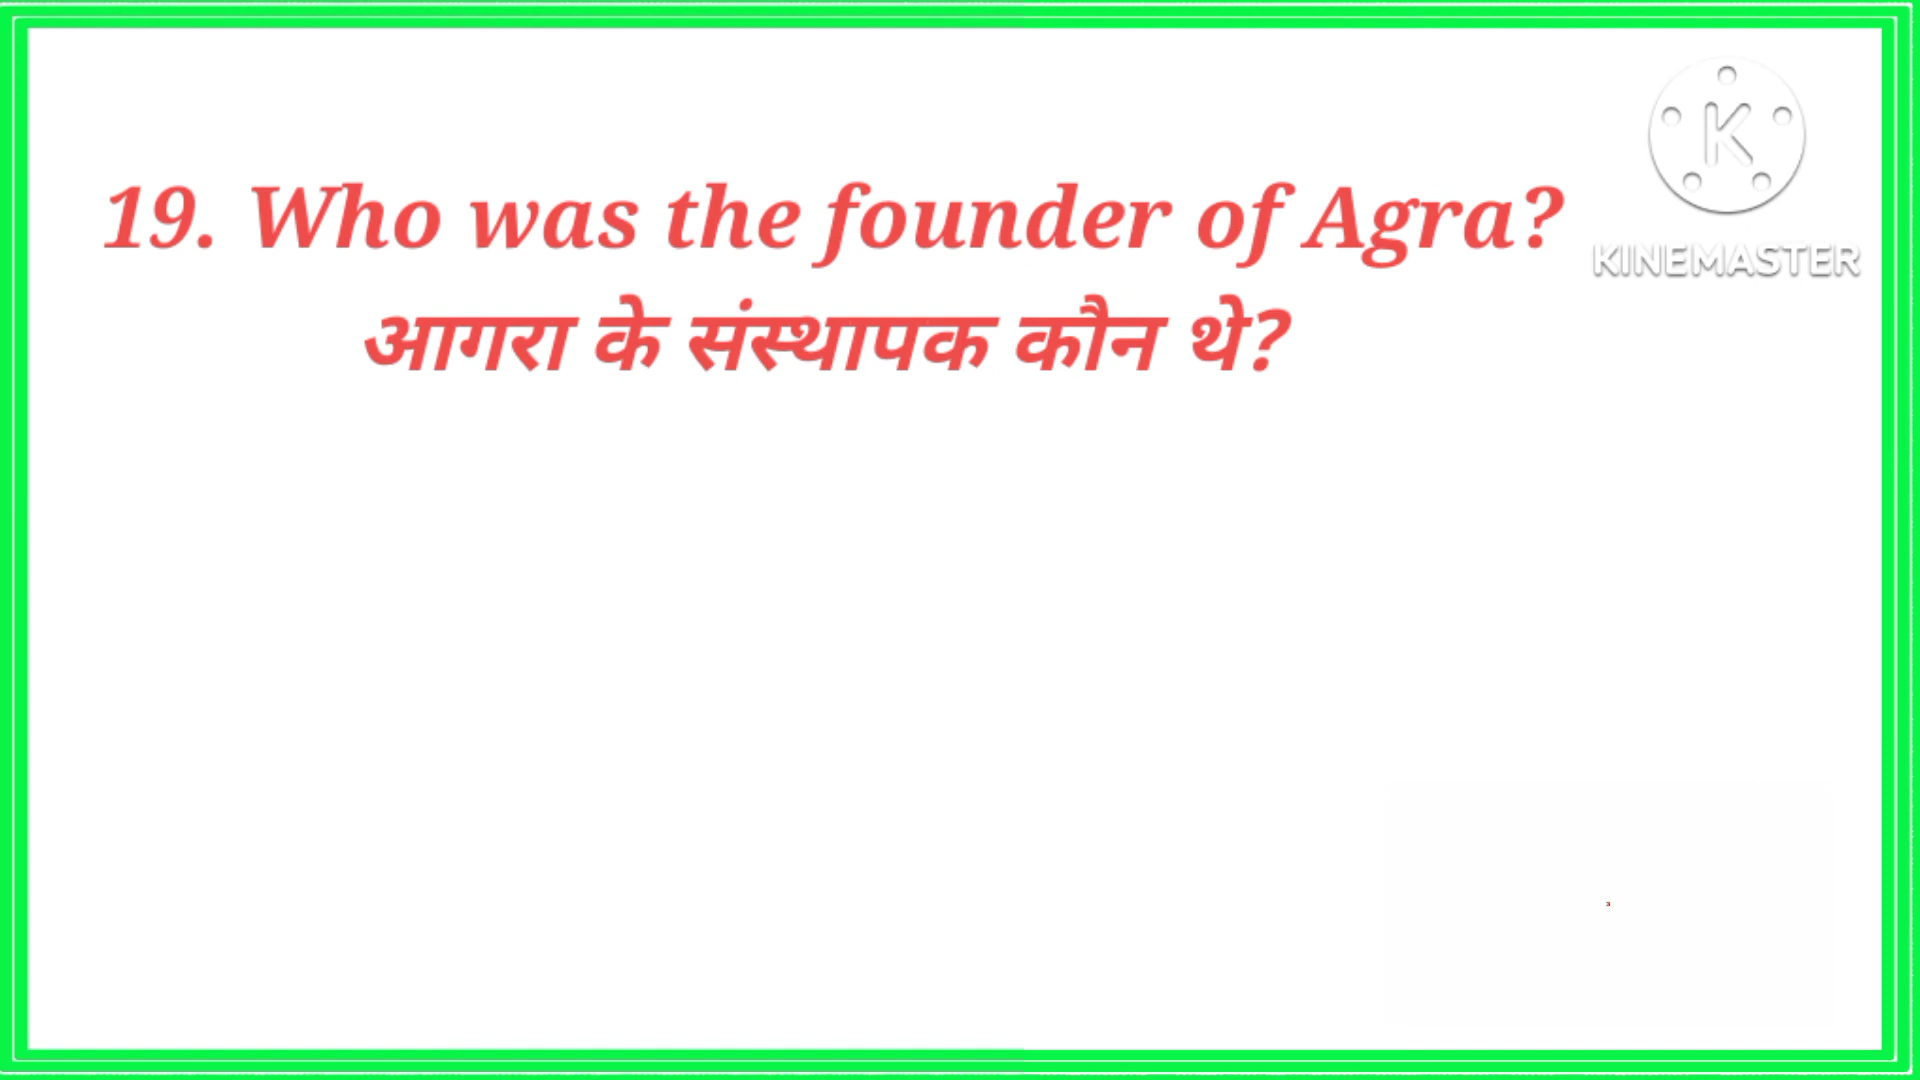 19. Who was the founder of Agra?
आगरा के संस्थापक कौन थे?
K
KINEMASTER